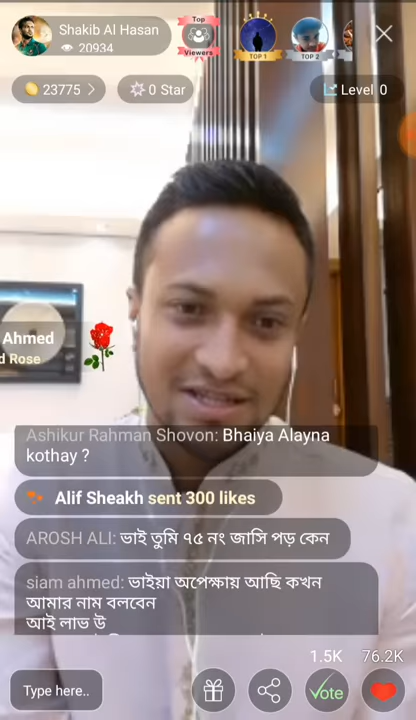 Shakib Al Hasan
20934
Top
Viewers
TOP 1
TOP 2
23775
0 Star
Level 0
Ahmed
d Rose
Ashikur Rahman Shovon: Bhaiya Alayna
kothay ?
Alif Sheakh sent 300 likes
AROSH ALI: ভাই তুমি ৭৫ নং জাসি পড় কেন
siam ahmed: ভাইয়া অপেক্ষায় আছি কখন
আমার নাম বলবেন
আই লাভ উ
1.5K
76.2K
Type here..
Vote